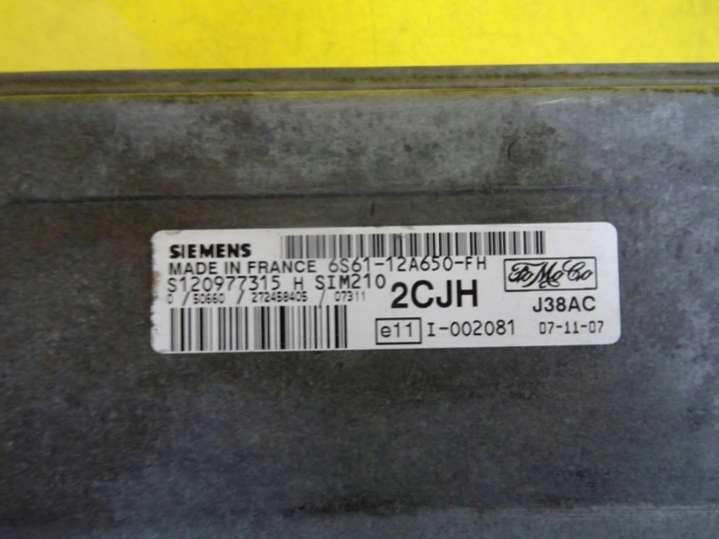 SIEMENS
MADE IN FRANCE 6S61-12A650-FH
S120977315 H SIM210
0 / 50660 / 272458405 / 07311
2CJH
FoMoCo
J38AC
e11 I-002081 07-11-07